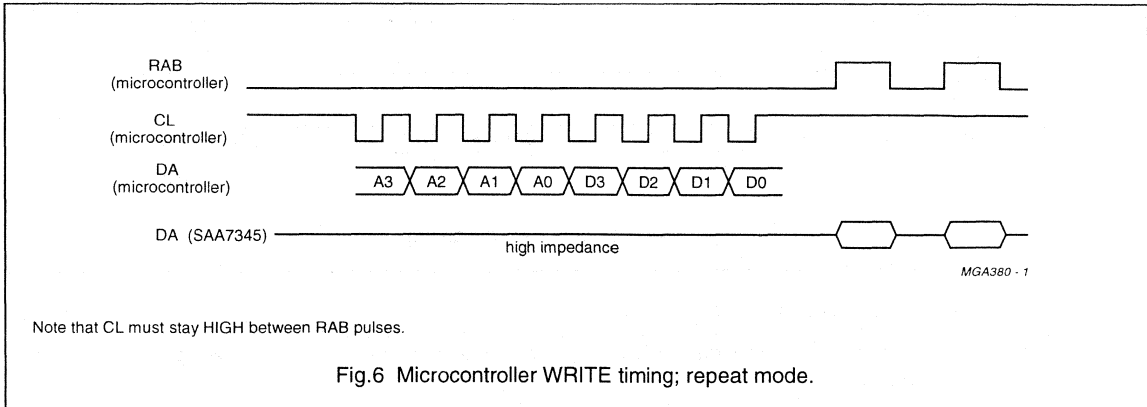 RAB
(microcontroller)
CL
(microcontroller)
DA
(microcontroller)
A3 A2 A1 A0 D3 D2 D1 D0
DA (SAA7345)
high impedance
MGA380 - 1
Note that CL must stay HIGH between RAB pulses.
Fig.6 Microcontroller WRITE timing; repeat mode.